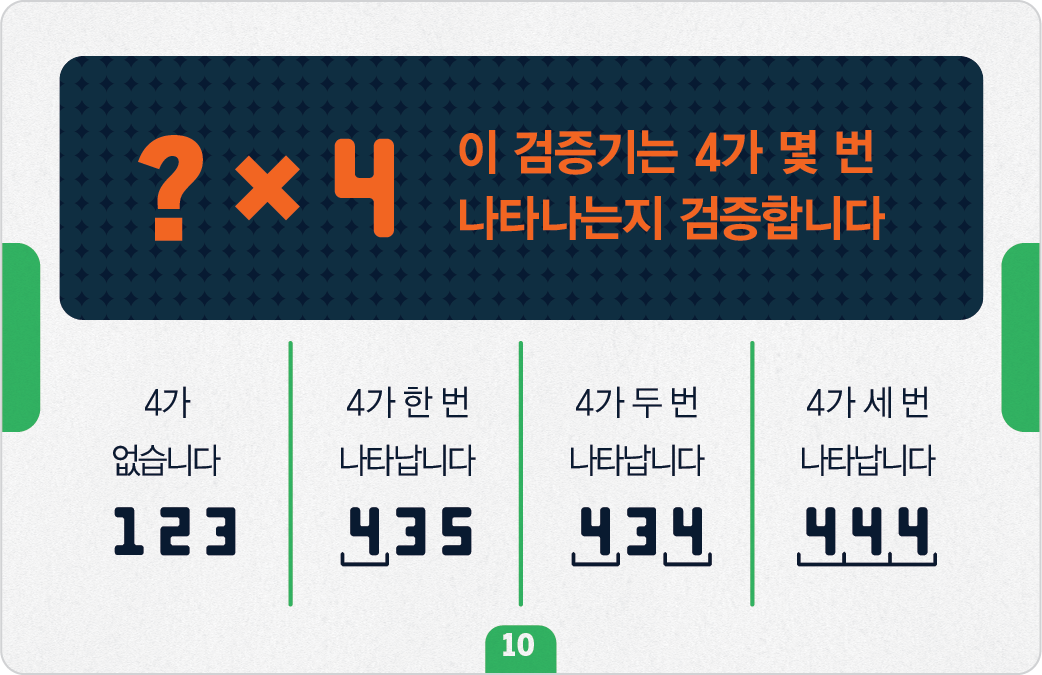 ? × 4
이 검증기는 4가 몇 번
나타나는지 검증합니다
4가
없습니다
123
4가 한 번
나타납니다
435
4가 두 번
나타납니다
434
4가 세 번
나타납니다
444
10